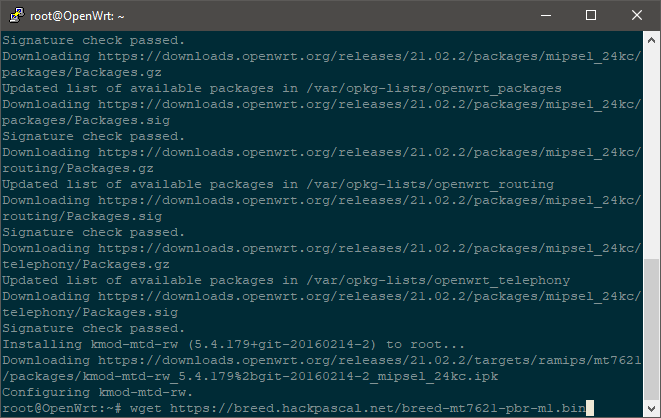 root@OpenWrt: ~
Signature check passed.
Downloading https://downloads.openwrt.org/releases/21.02.2/packages/mipsel_24kc/
packages/Packages.gz
Updated list of available packages in /var/opkg-lists/openwrt_packages
Downloading https://downloads.openwrt.org/releases/21.02.2/packages/mipsel_24kc/
packages/Packages.sig
Signature check passed.
Downloading https://downloads.openwrt.org/releases/21.02.2/packages/mipsel_24kc/
routing/Packages.gz
Updated list of available packages in /var/opkg-lists/openwrt_routing
Downloading https://downloads.openwrt.org/releases/21.02.2/packages/mipsel_24kc/
routing/Packages.sig
Signature check passed.
Downloading https://downloads.openwrt.org/releases/21.02.2/packages/mipsel_24kc/
telephony/Packages.gz
Updated list of available packages in /var/opkg-lists/openwrt_telephony
Downloading https://downloads.openwrt.org/releases/21.02.2/packages/mipsel_24kc/
telephony/Packages.sig
Signature check passed.
Installing kmod-mtd-rw (5.4.179+git-20160214-2) to root...
Downloading https://downloads.openwrt.org/releases/21.02.2/targets/ramips/mt7621
/packages/kmod-mtd-rw_5.4.179%2bgit-20160214-2_mipsel_24kc.ipk
Configuring kmod-mtd-rw.
root@OpenWrt:~# wget https://breed.hackpascal.net/breed-mt7621-pbr-m1.bin